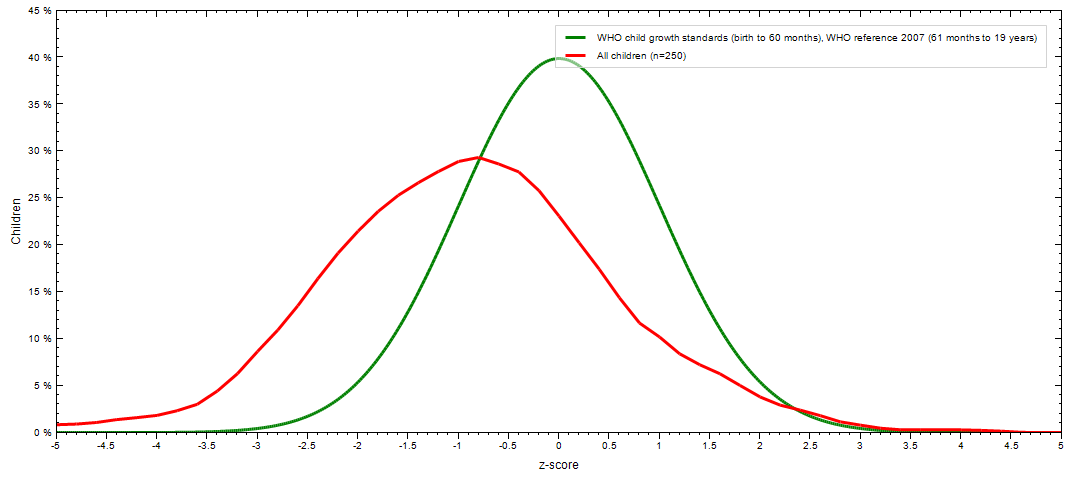 45 %
40 %
35 %
30 %
25 %
20 %
15 %
10 %
5 %
0 %
Children
WHO child growth standards (birth to 60 months), WHO reference 2007 (61 months to 19 years)
All children (n=250)
-5 -4.5 -4 -3.5 -3 -2.5 -2 -1.5 -1 -0.5 0 0.5 1 1.5 2 2.5 3 3.5 4 4.5 5
z-score